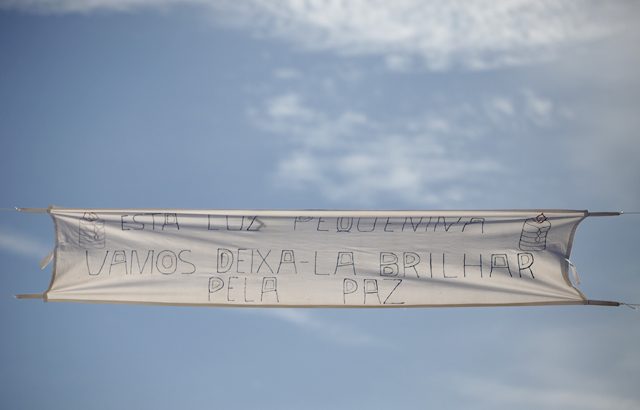 ESTA LUZ PEQUENINA
VAMOS DEIXA-LA BRILHAR
PELA PAZ